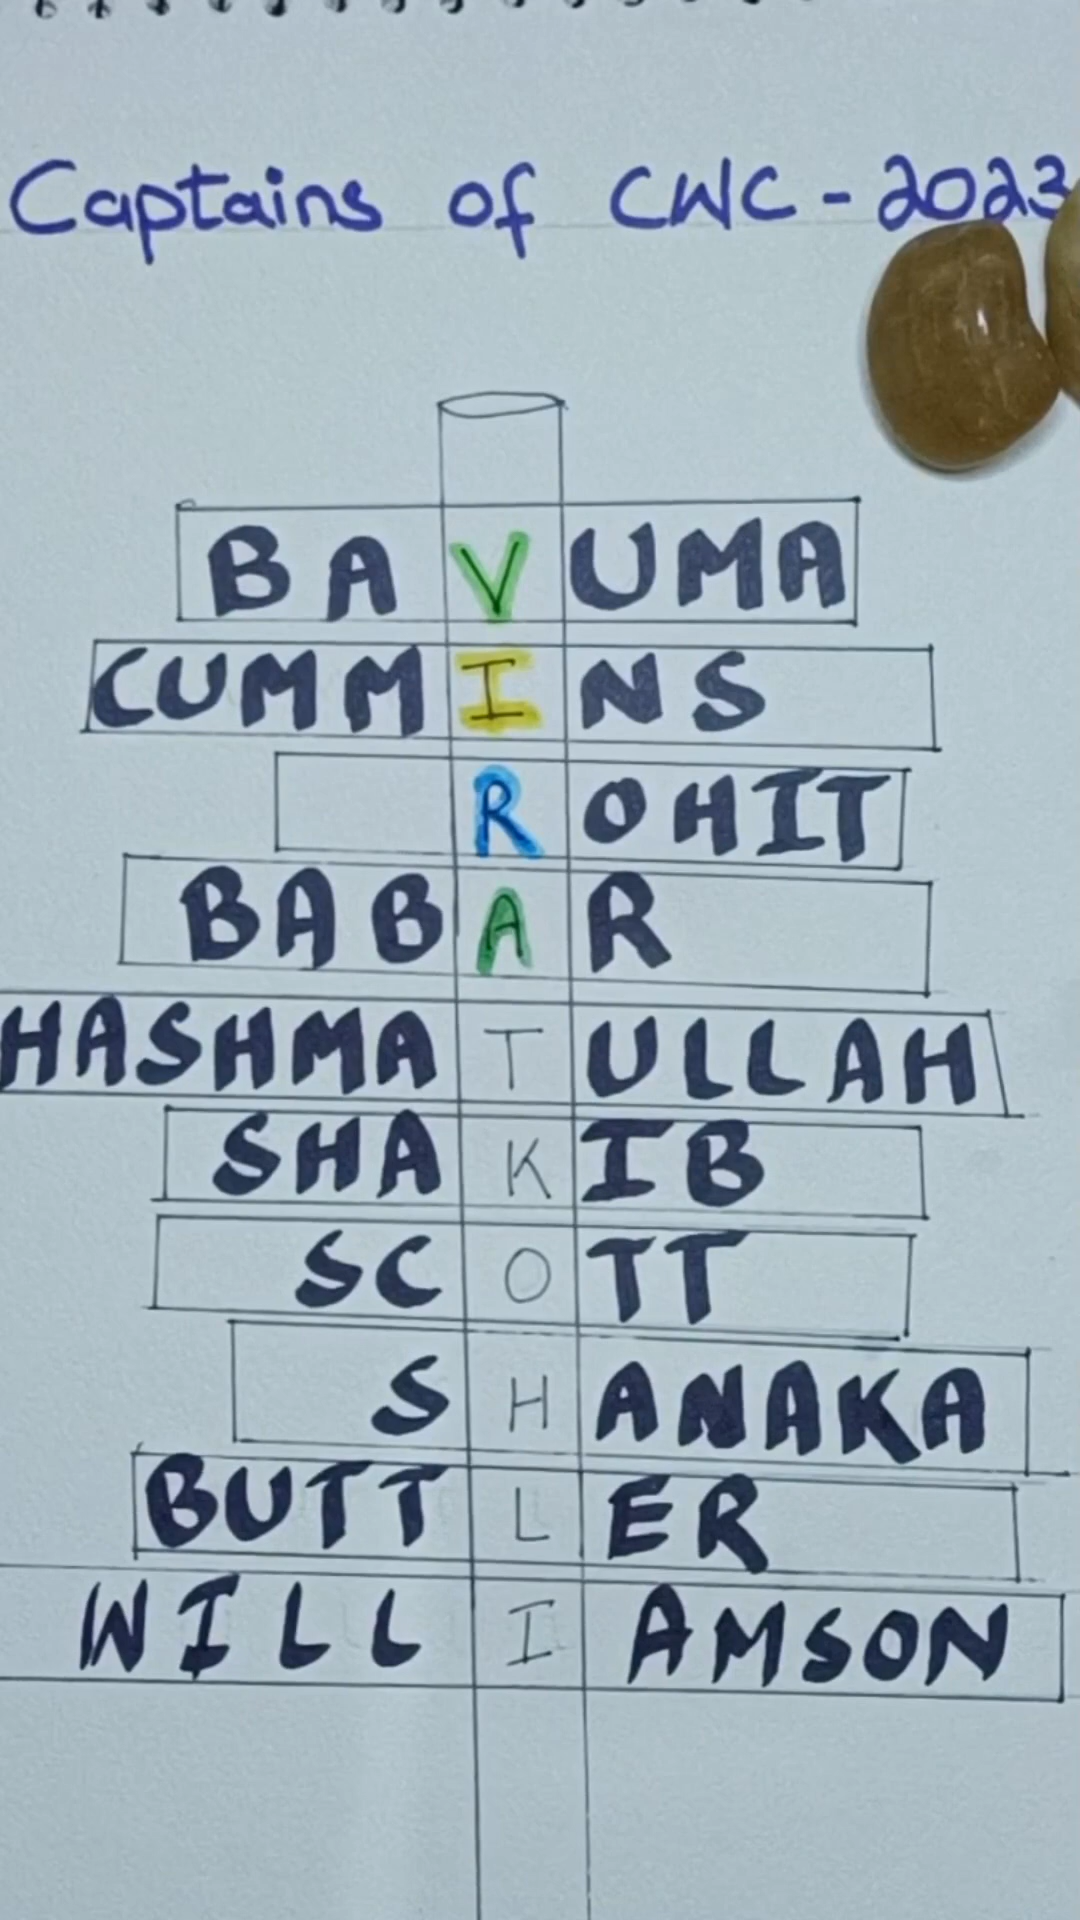 Captains of CWC - 2023
BAVUMA
CUMMINS
ROHIT
BABAR
HASHMATULLAH
SHAKIB
SCOTT
SHANAKA
BUTTLER
WILLIAMSON